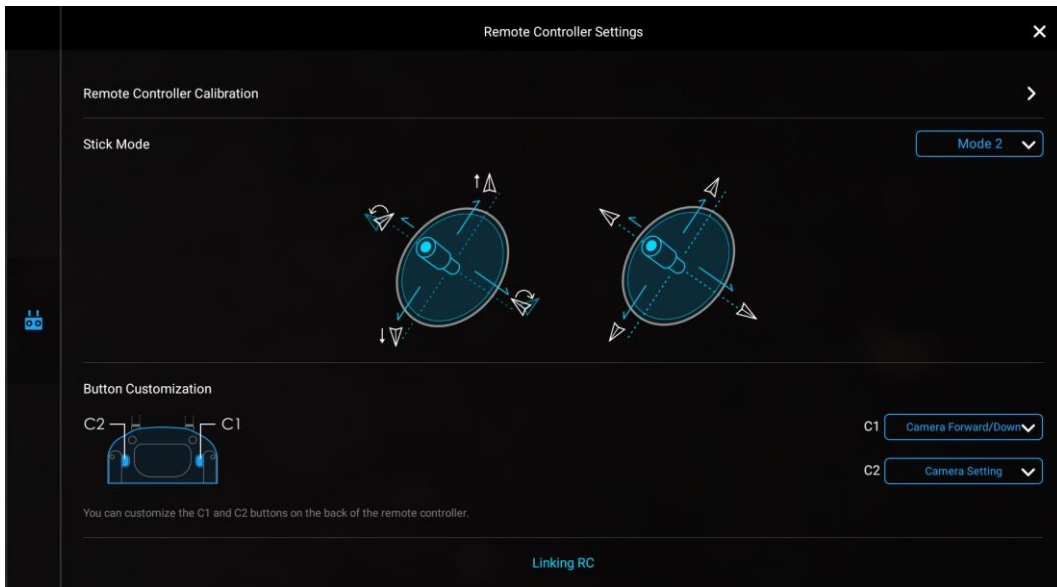 Remote Controller Settings
Remote Controller Calibration
Stick Mode
Mode 2
Button Customization
C2
C1
C1
Camera Forward/Down
C2
Camera Setting
You can customize the C1 and C2 buttons on the back of the remote controller.
Linking RC